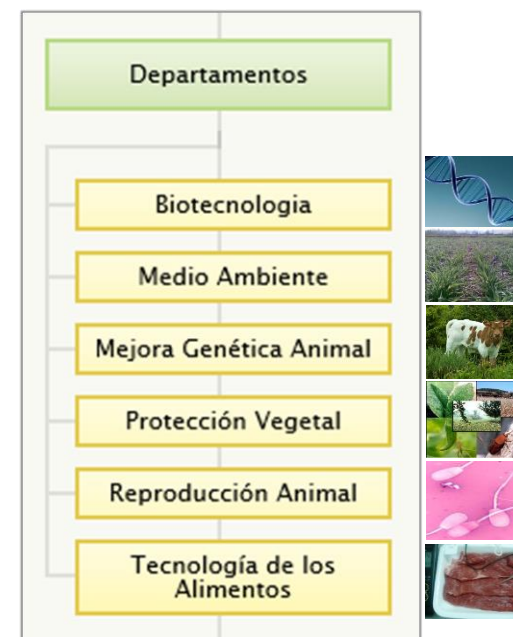 Departamentos
Biotecnologia
Medio Ambiente
Mejora Genética Animal
Protección Vegetal
Reproducción Animal
Tecnología de los
Alimentos